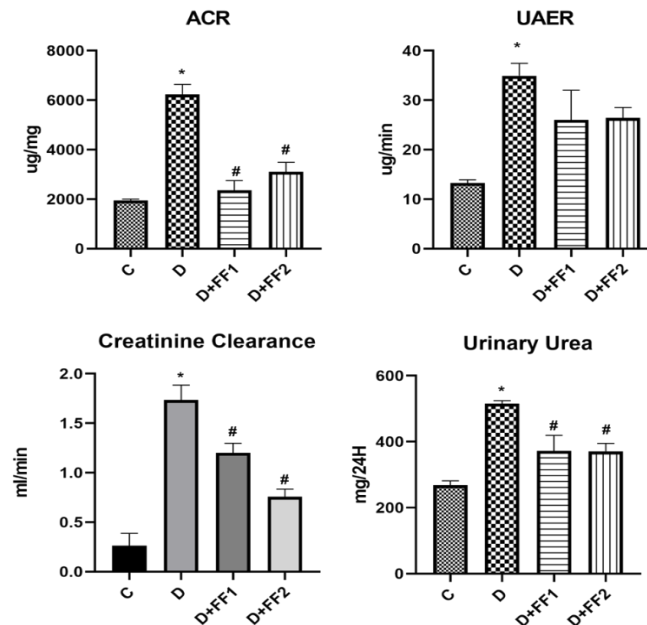 ACR
ug/mg
8000
6000
4000
2000
0
*
#
#
C
D
D+FF1
D+FF2
UAER
ug/min
40
30
20
10
0
*
C
D
D+FF1
D+FF2
Creatinine Clearance
ml/min
2.0
1.5
1.0
0.5
0.0
*
#
#
C
D
D+FF1
D+FF2
Urinary Urea
mg/24H
600
400
200
0
*
#
#
C
D
D+FF1
D+FF2